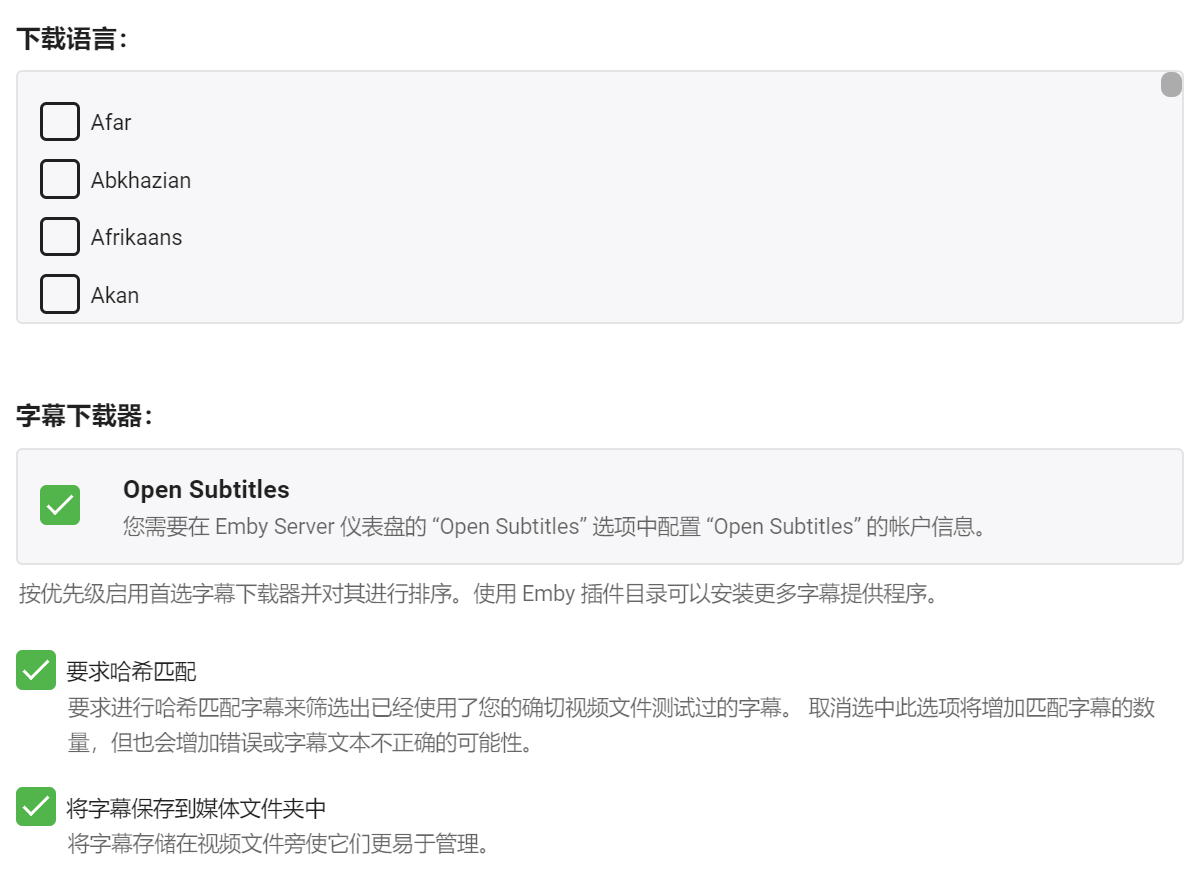 下载语言：
Afar
Abkhazian
Afrikaans
Akan
字幕下载器：
Open Subtitles
您需要在 Emby Server 仪表盘的 “Open Subtitles” 选项中配置 “Open Subtitles” 的帐户信息。
按优先级启用首选字幕下载器并对其进行排序。使用 Emby 插件目录可以安装更多字幕提供程序。
要求哈希匹配
要求进行哈希匹配字幕来筛选出已经使用了您的确切视频文件测试过的字幕。 取消选中此选项将增加匹配字幕的数
量，但也会增加错误或字幕文本不正确的可能性。
将字幕保存到媒体文件夹中
将字幕存储在视频文件旁使它们更易于管理。